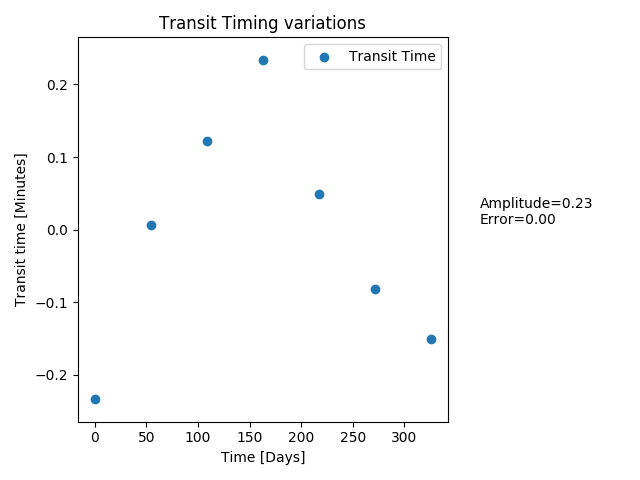 Transit Timing variations
Transit Time
0.2
0.1
0.0
−0.1
−0.2
Transit time [Minutes]
0
50
100
150
200
250
300
Time [Days]
Amplitude=0.23
Error=0.00